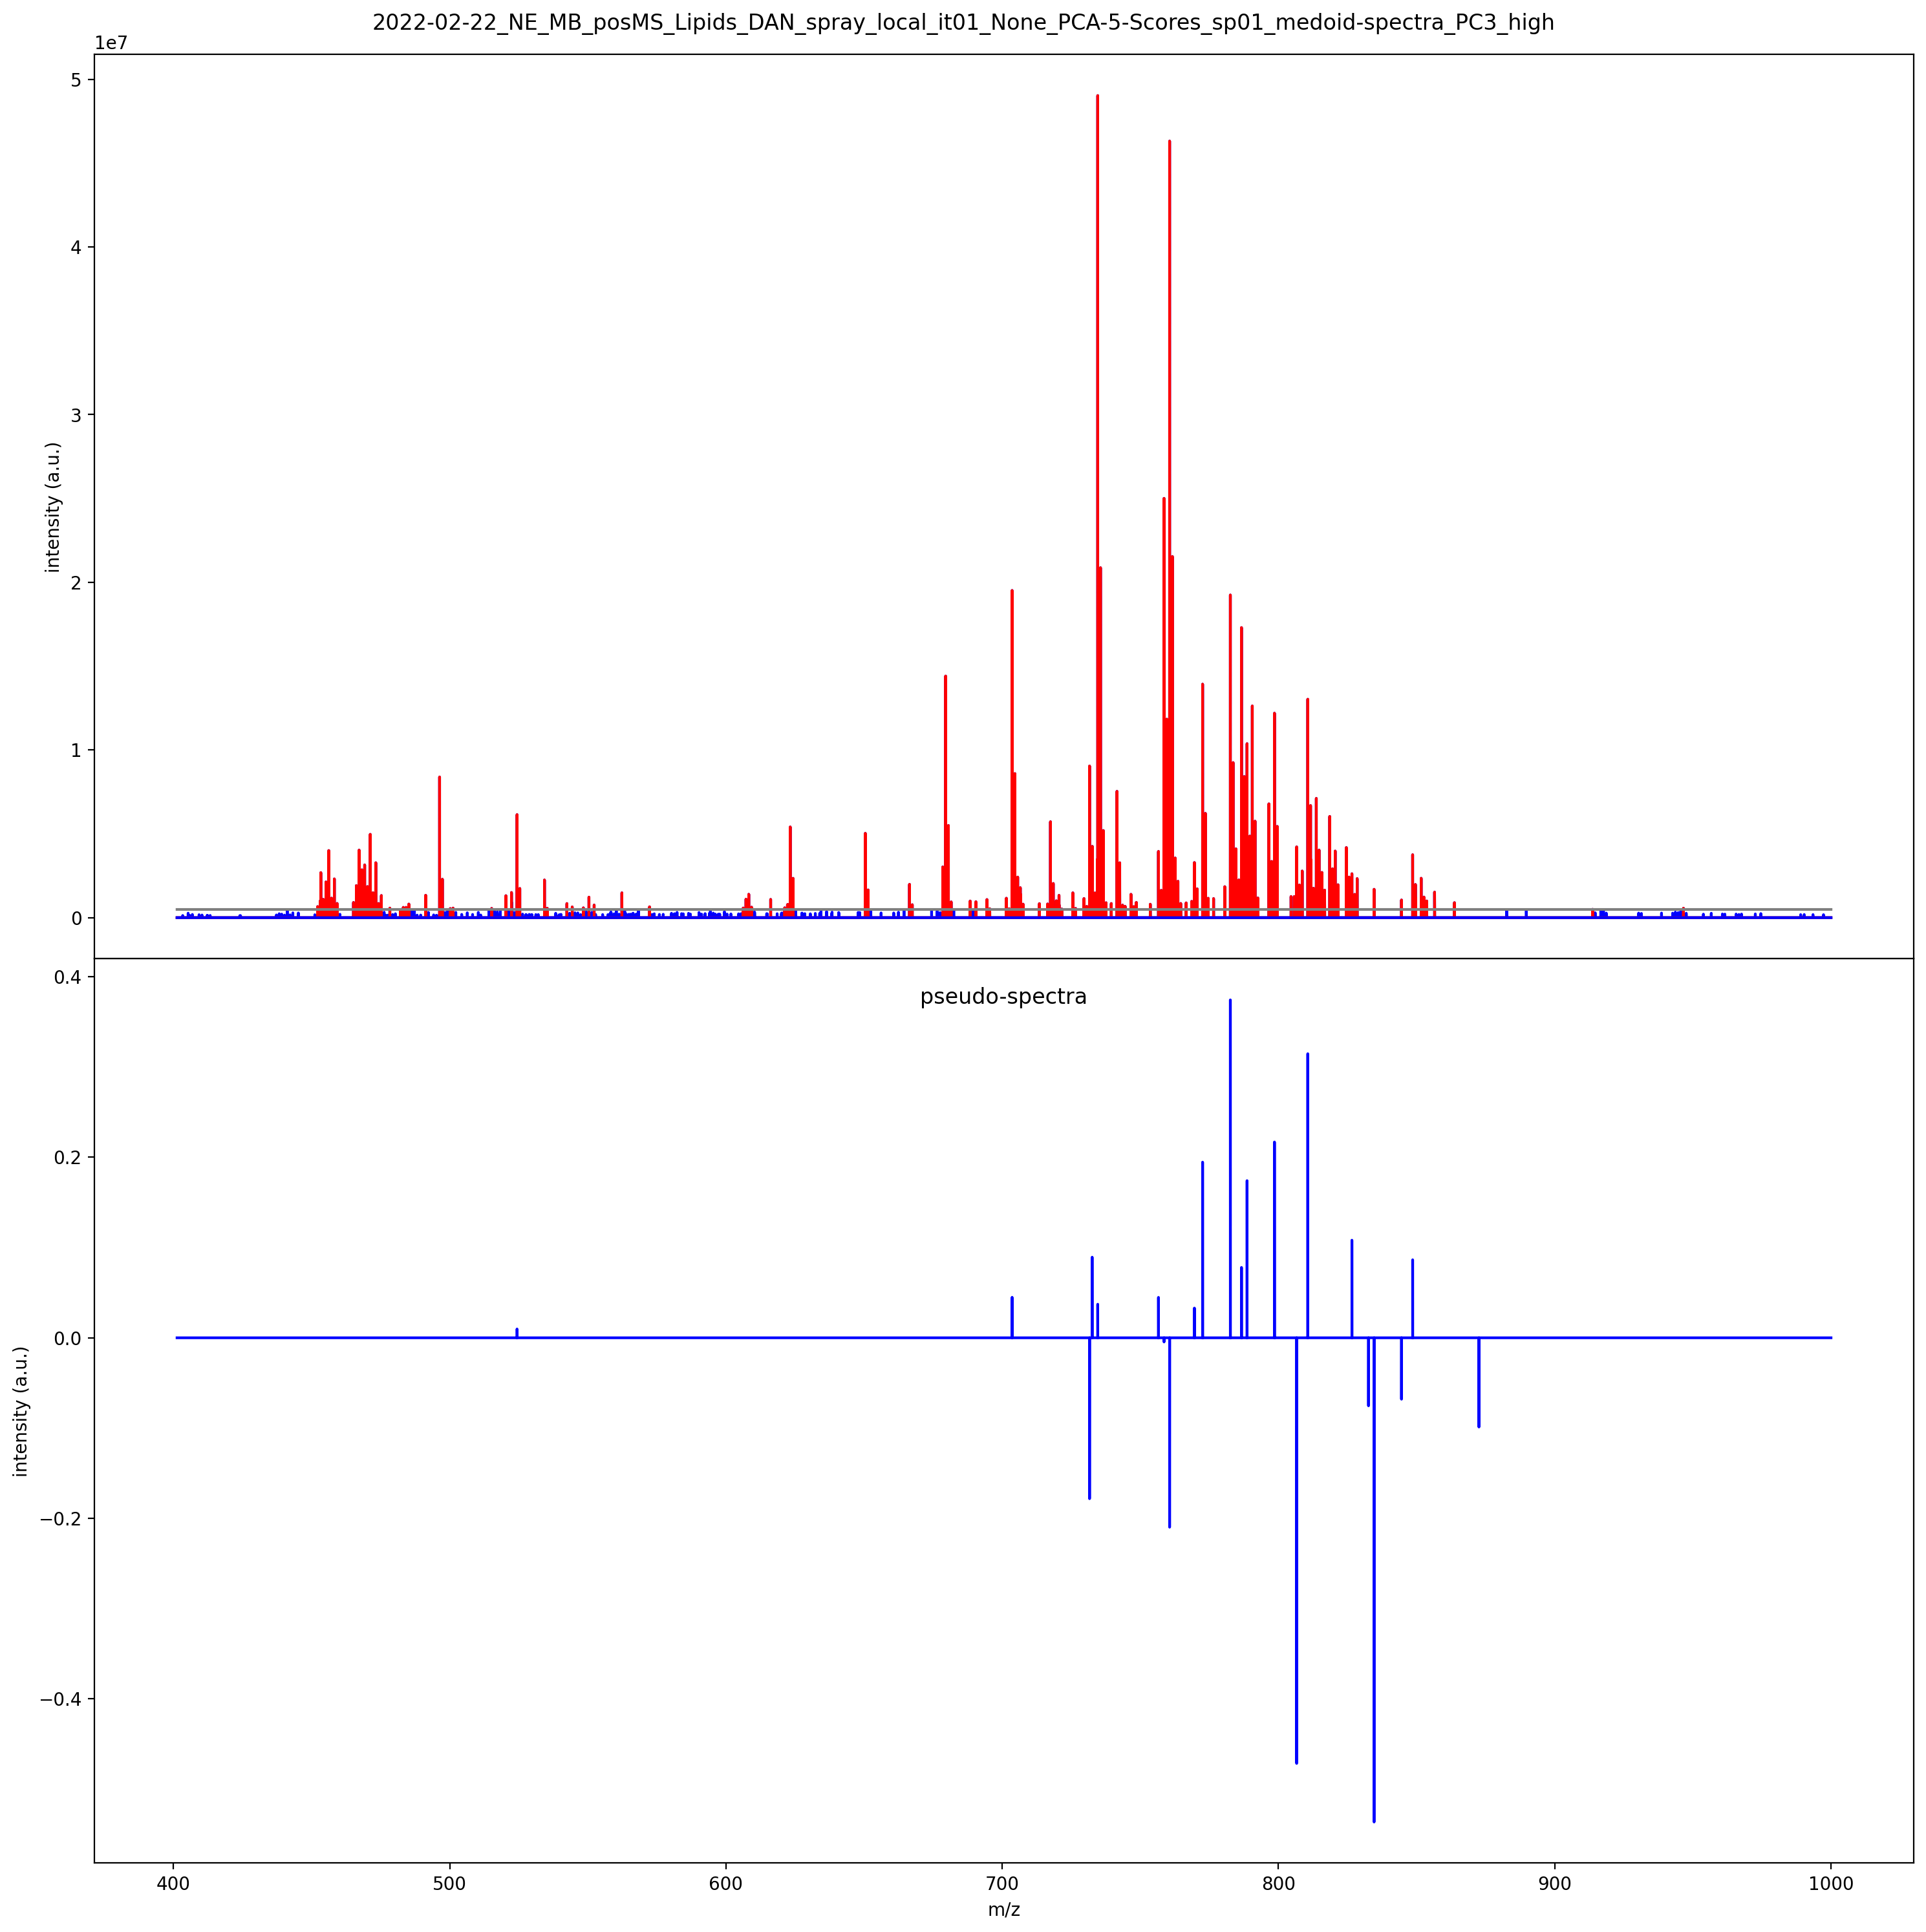 2022-02-22_NE_MB_posMS_Lipids_DAN_spray_local_it01_None_PCA-5-Scores_sp01_medoid-spectra_PC3_high
1e7
5
4
3
2
1
0
intensity (a.u.)
pseudo-spectra
0.4
0.2
0.0
−0.2
−0.4
intensity (a.u.)
400 500 600 700 800 900 1000
m/z